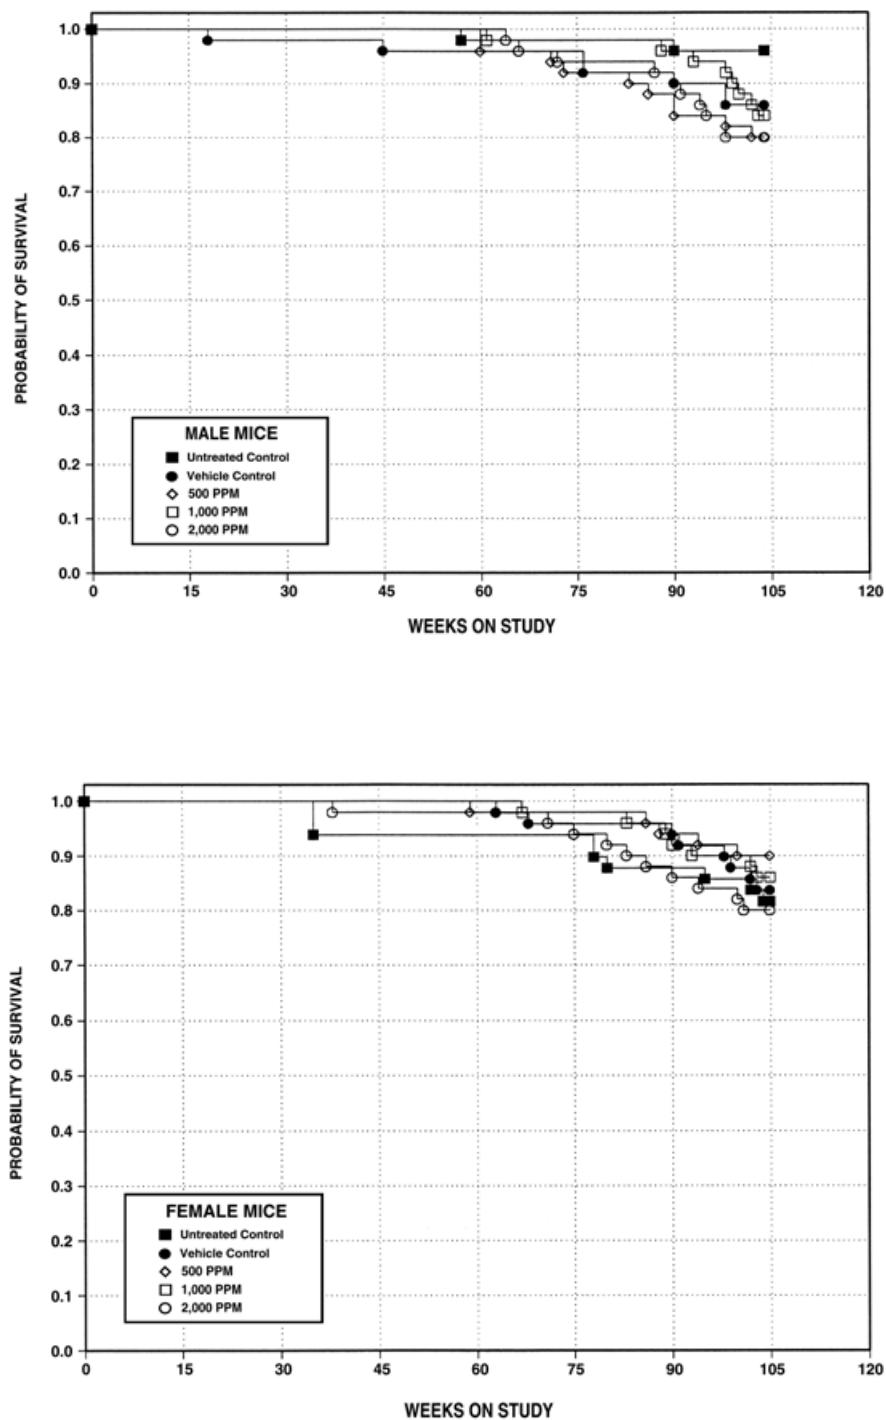 1.0
0.9
0.8
0.7
0.6
0.5
0.4
0.3
0.2
0.1
0.0
PROBABILITY OF SURVIVAL
MALE MICE
Untreated Control
Vehicle Control
500 PPM
1,000 PPM
2,000 PPM
0 15 30 45 60 75 90 105 120
WEEKS ON STUDY
1.0
0.9
0.8
0.7
0.6
0.5
0.4
0.3
0.2
0.1
0.0
PROBABILITY OF SURVIVAL
FEMALE MICE
Untreated Control
Vehicle Control
500 PPM
1,000 PPM
2,000 PPM
0 15 30 45 60 75 90 105 120
WEEKS ON STUDY